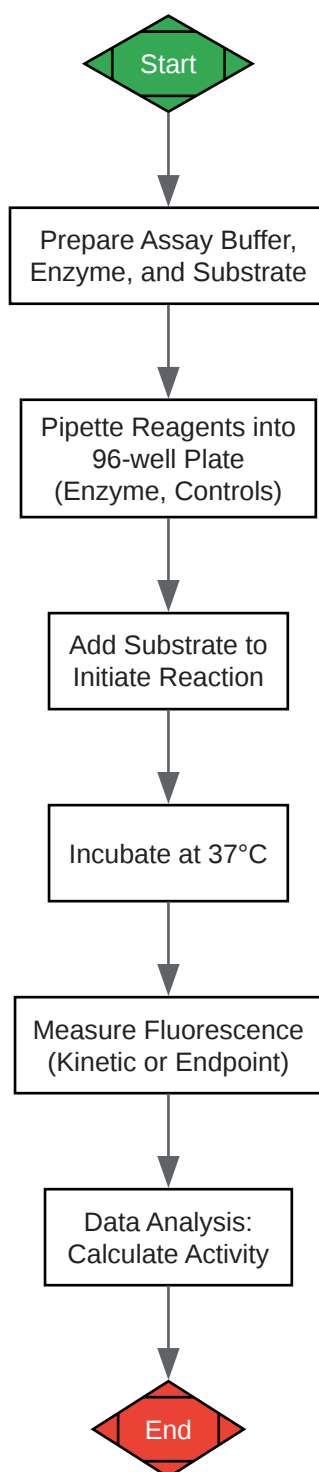 Start
Prepare Assay Buffer,
Enzyme, and Substrate
Pipette Reagents into
96-well Plate
(Enzyme, Controls)
Add Substrate to
Initiate Reaction
Incubate at 37°C
Measure Fluorescence
(Kinetic or Endpoint)
Data Analysis:
Calculate Activity
End